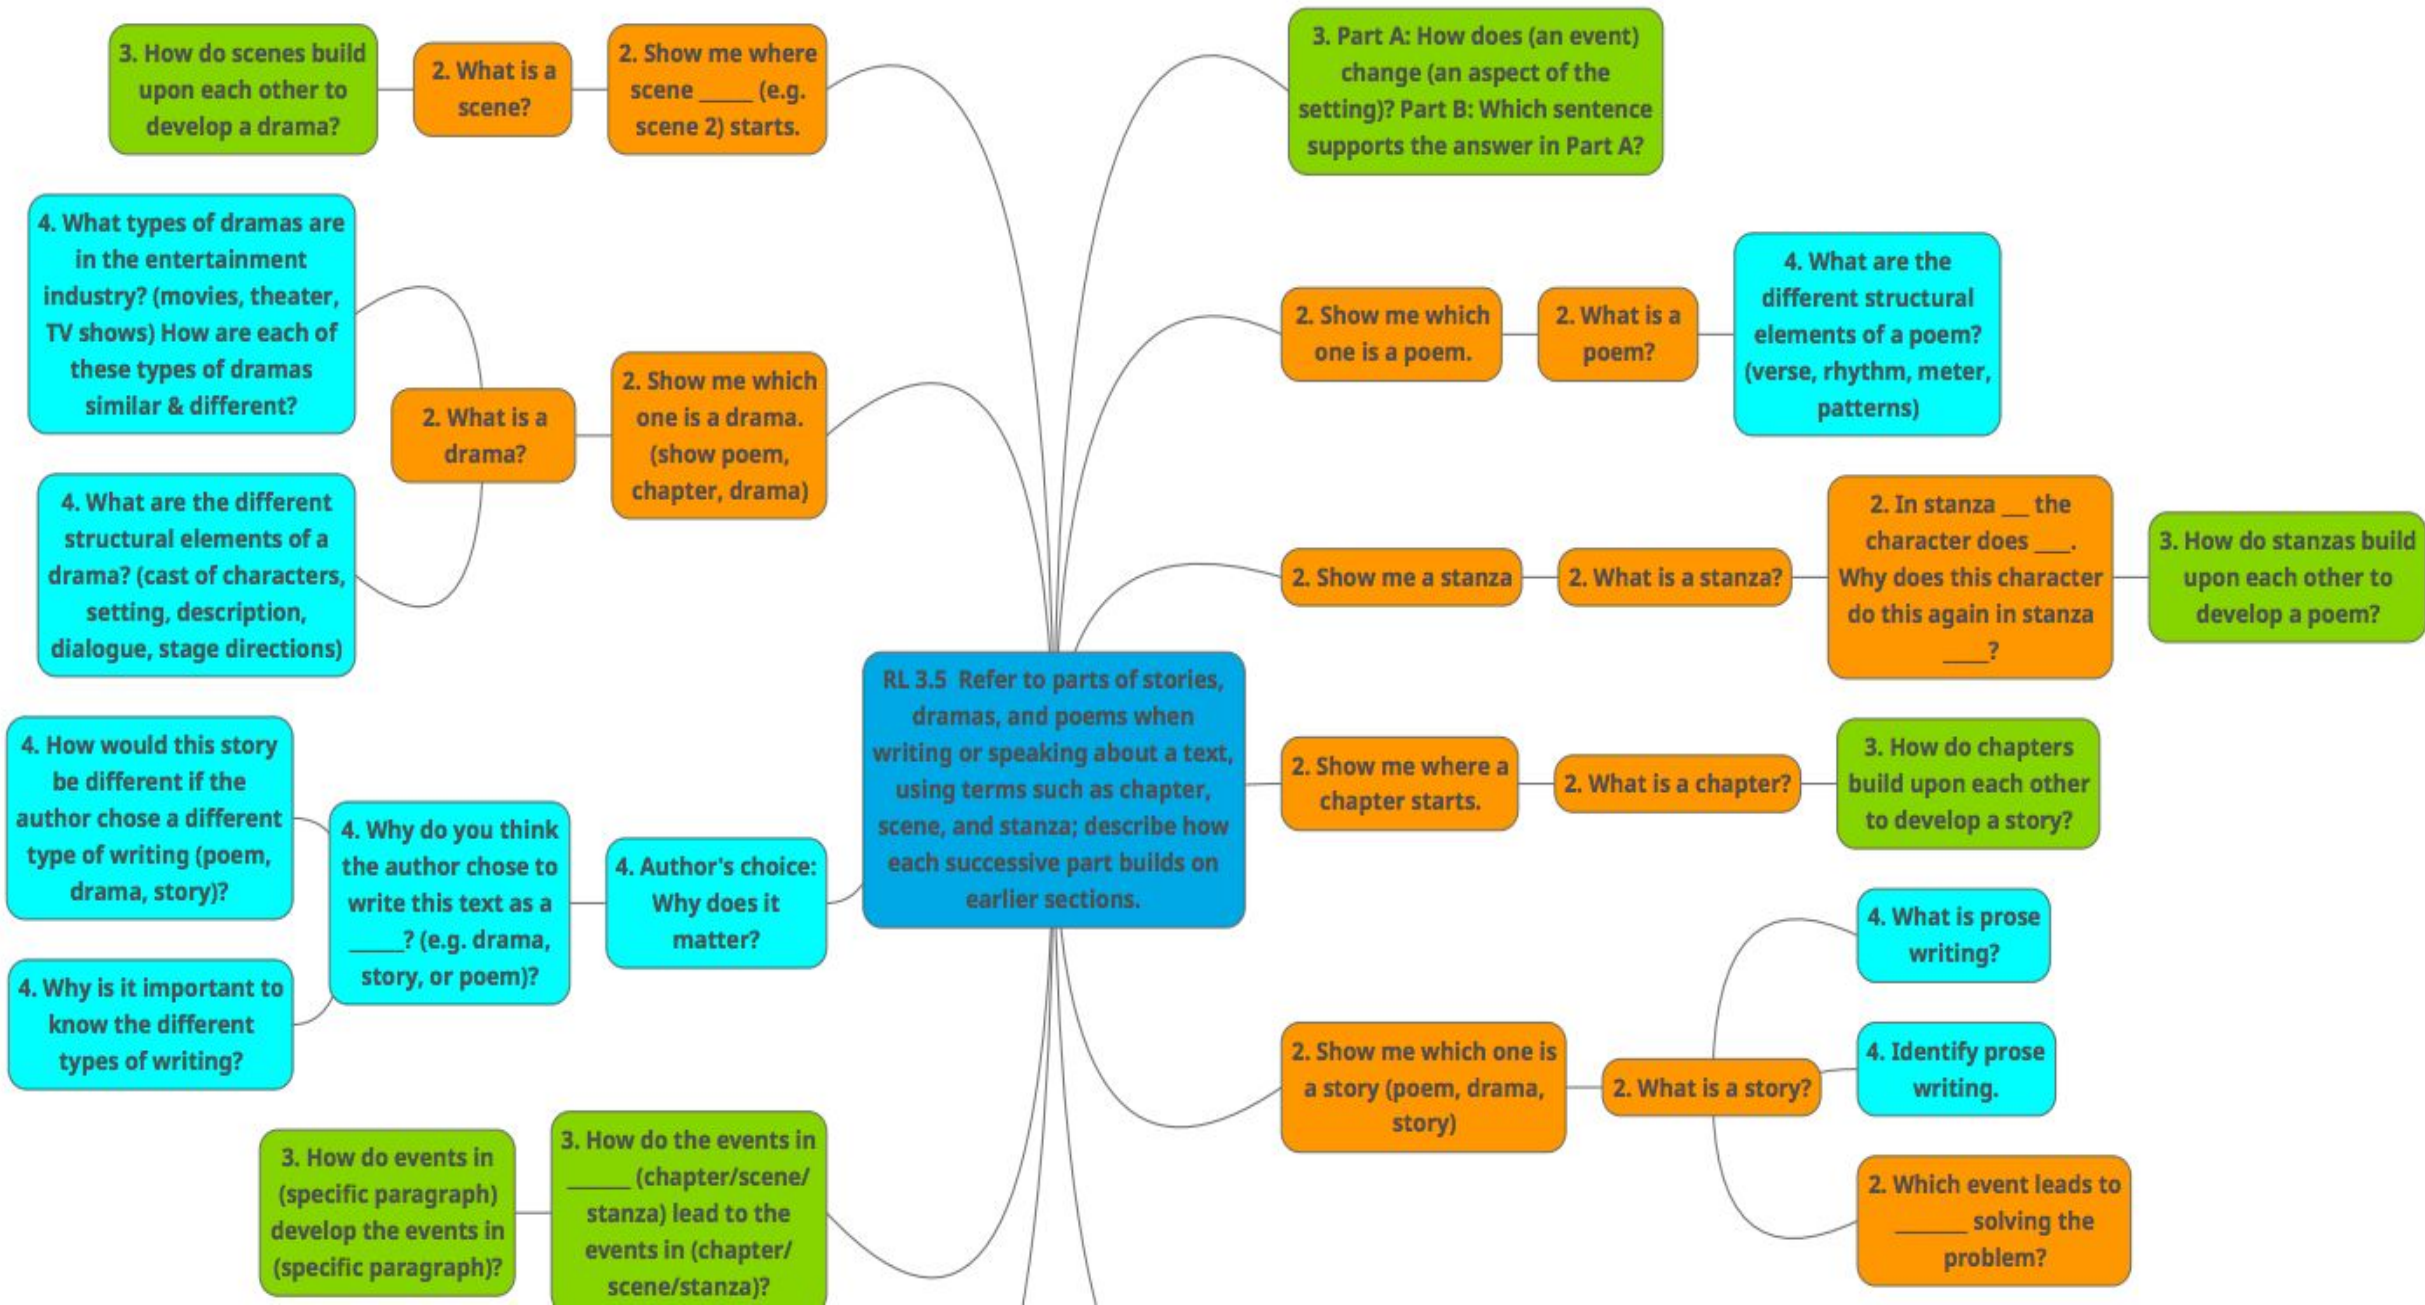 3. How do scenes build
upon each other to
develop a drama?
2. What is a
scene?
2. Show me where
scene _____ (e.g.
scene 2) starts.
4. What types of dramas are
in the entertainment
industry? (movies, theater,
TV shows) How are each of
these types of dramas
similar & different?
4. What are the different
structural elements of a
drama? (cast of characters,
setting, description,
dialogue, stage directions)
2. What is a
drama?
2. Show me which
one is a drama.
(show poem,
chapter, drama)
4. How would this story
be different if the
author chose a different
type of writing (poem,
drama, story)?
4. Why is it important to
know the different
types of writing?
4. Why do you think
the author chose to
write this text as a
_____? (e.g. drama,
story, or poem)?
4. Author's choice:
Why does it
matter?
3. How do events in
(specific paragraph)
develop the events in
(specific paragraph)?
3. How do the events in
______ (chapter/scene/
stanza) lead to the
events in (chapter/
scene/stanza)?
RL 3.5 Refer to parts of stories,
dramas, and poems when
writing or speaking about a text,
using terms such as chapter,
scene, and stanza; describe how
each successive part builds on
earlier sections.
3. Part A: How does (an event)
change (an aspect of the
setting)? Part B: Which sentence
supports the answer in Part A?
2. Show me which
one is a poem.
2. What is a
poem?
4. What are the
different structural
elements of a poem?
(verse, rhythm, meter,
patterns)
2. Show me a stanza
2. What is a stanza?
2. In stanza __ the
character does ___.
Why does this character
do this again in stanza
____?
3. How do stanzas build
upon each other to
develop a poem?
2. Show me where a
chapter starts.
2. What is a chapter?
3. How do chapters
build upon each other
to develop a story?
2. Show me which one is
a story (poem, drama,
story)
2. What is a story?
4. What is prose
writing?
4. Identify prose
writing.
2. Which event leads to
_______ solving the
problem?